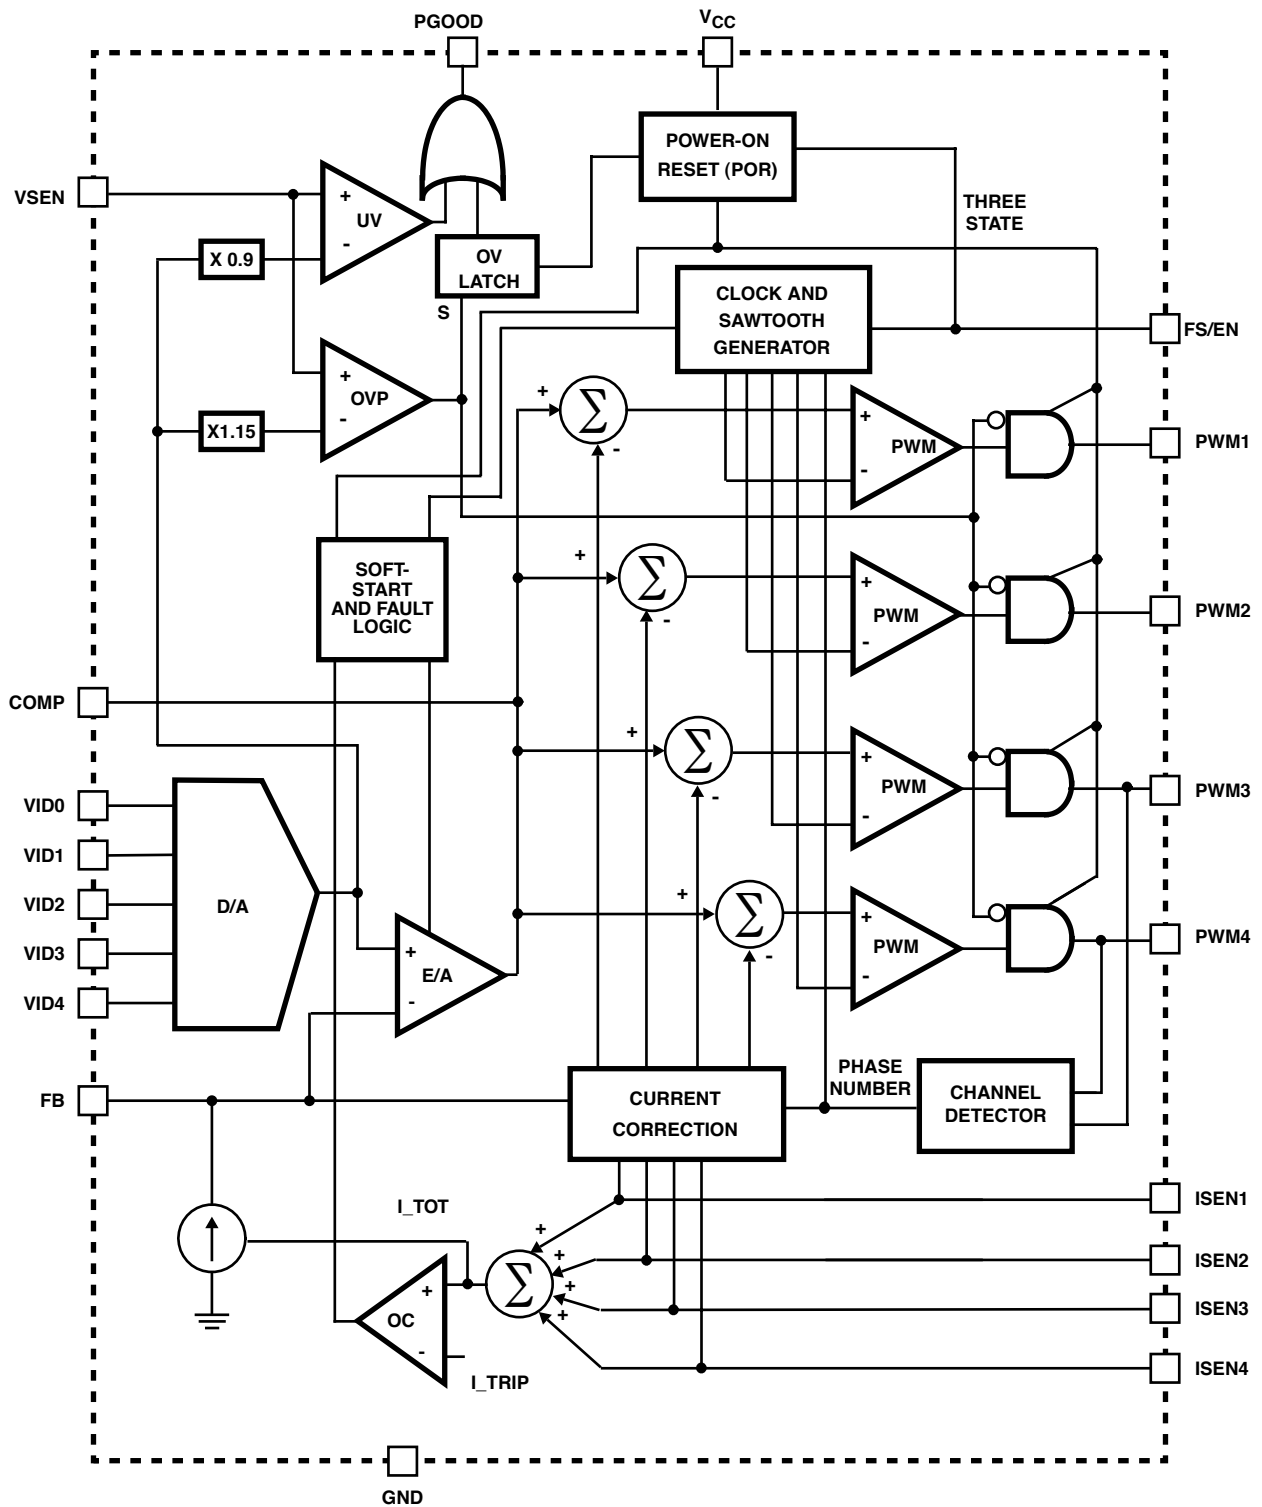 PGOOD
VCC
POWER-ON
RESET (POR)
VSEN
+
UV
-
THREE
STATE
X 0.9
OV
LATCH
S
CLOCK AND
SAWTOOTH
GENERATOR
FS/EN
+
OVP
-
X1.15
+
Σ
-
+
PWM
-
PWM1
SOFT-
START
AND FAULT
LOGIC
+
Σ
-
+
PWM
-
PWM2
COMP
+
Σ
-
+
PWM
-
PWM3
VID0
VID1
VID2
VID3
VID4
D/A
+
E/A
-
+
Σ
-
+
PWM
-
PWM4
FB
CURRENT
CORRECTION
PHASE
NUMBER
CHANNEL
DETECTOR
I_TOT
ISEN1
+
+
+
+
Σ
ISEN2
+
OC
-
ISEN3
I_TRIP
ISEN4
GND